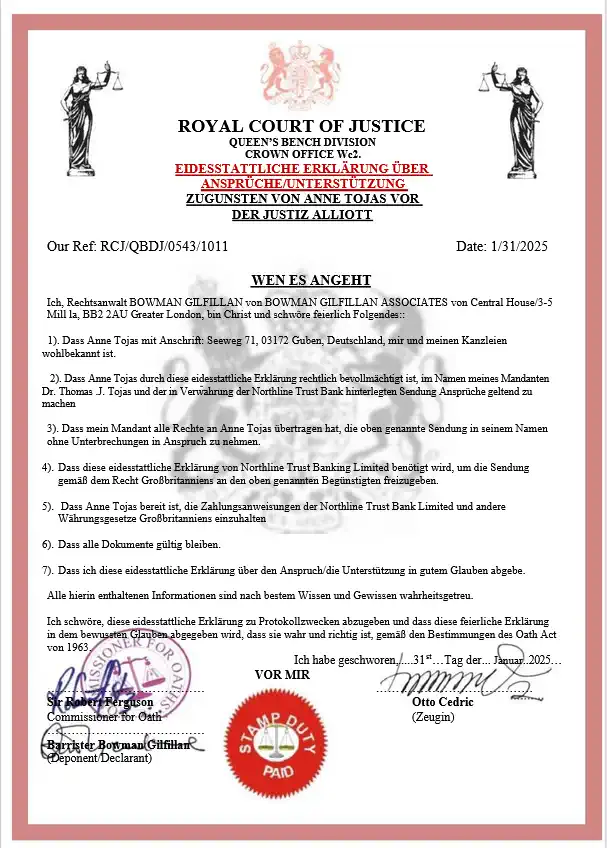 ROYAL COURT OF JUSTICE
QUEEN'S BENCH DIVISION
CROWN OFFICE Wc2.
EIDESSTATTLICHE ERKLÄRUNG ÜBER
ANSPRÜCHE/UNTERSTÜTZUNG
ZUGUNSTEN VON ANNE TOJAS VOR
DER JUSTIZ ALLIOTT
Our Ref: RCJ/QBDJ/0543/1011
Date: 1/31/2025
WEN ES ANGEHT
Ich, Rechtsanwalt BOWMAN GILFILLAN von BOWMAN GILFILLAN ASSOCIATES von Central House/3-5
Mill la, BB2 2AU Greater London, bin Christ und schwöre feierlich Folgendes::
1). Dass Anne Tojas mit Anschrift: Seeweg 71, 03172 Guben, Deutschland, mir und meinen Kanzleien
wohlbekannt ist.
2). Dass Anne Tojas durch diese eidesstattliche Erklärung rechtlich bevollmächtigt ist, im Namen meines Mandanten
Dr. Thomas .J. Tojas und der in Verwahrung der Northline Trust Bank hinterlegten Sendung Ansprüche geltend zu
machen
3). Dass mein Mandant alle Rechte an Anne Tojas übertragen hat, die oben genannte Sendung in seinem Namen
ohne Unterbrechungen in Anspruch zu nehmen.
4). Dass diese eidesstattliche Erklärung von Northline Trust Banking Limited benötigt wird, um die Sendung
gemäß dem Recht Großbritanniens an den oben genannten Begünstigten freizugeben.
5). Dass Anne Tojas bereit ist, die Zahlungsanweisungen der Northline Trust Bank Limited und andere
Währungsgesetze Großbritanniens einzuhalten
6). Dass alle Dokumente gültig bleiben.
7). Dass ich diese eidesstattliche Erklärung über den Anspruch/die Unterstützung in gutem Glauben abgebe.
Alle hierin enthaltenen Informationen sind nach bestem Wissen und Gewissen wahrheitsgetreu.
Ich schwöre, diese eidesstattliche Erklärung zu Protokollzwecken abzugeben und dass diese feierliche Erklärung
in dem bewussten Glauben abgegeben wird, dass sie wahr und richtig ist, gemäß den Bestimmungen des Oath Act
von 1963.
Ich habe geschworen,.....31st…Tag der... Januar..2025…
VOR MIR
Sir Robert Ferguson
Commissioner for Oath
Otto Cedric
(Zeugin)
Barrister Bowman Gilfillan
(Deponent/Declarant)
STAMP DUTY
PAID